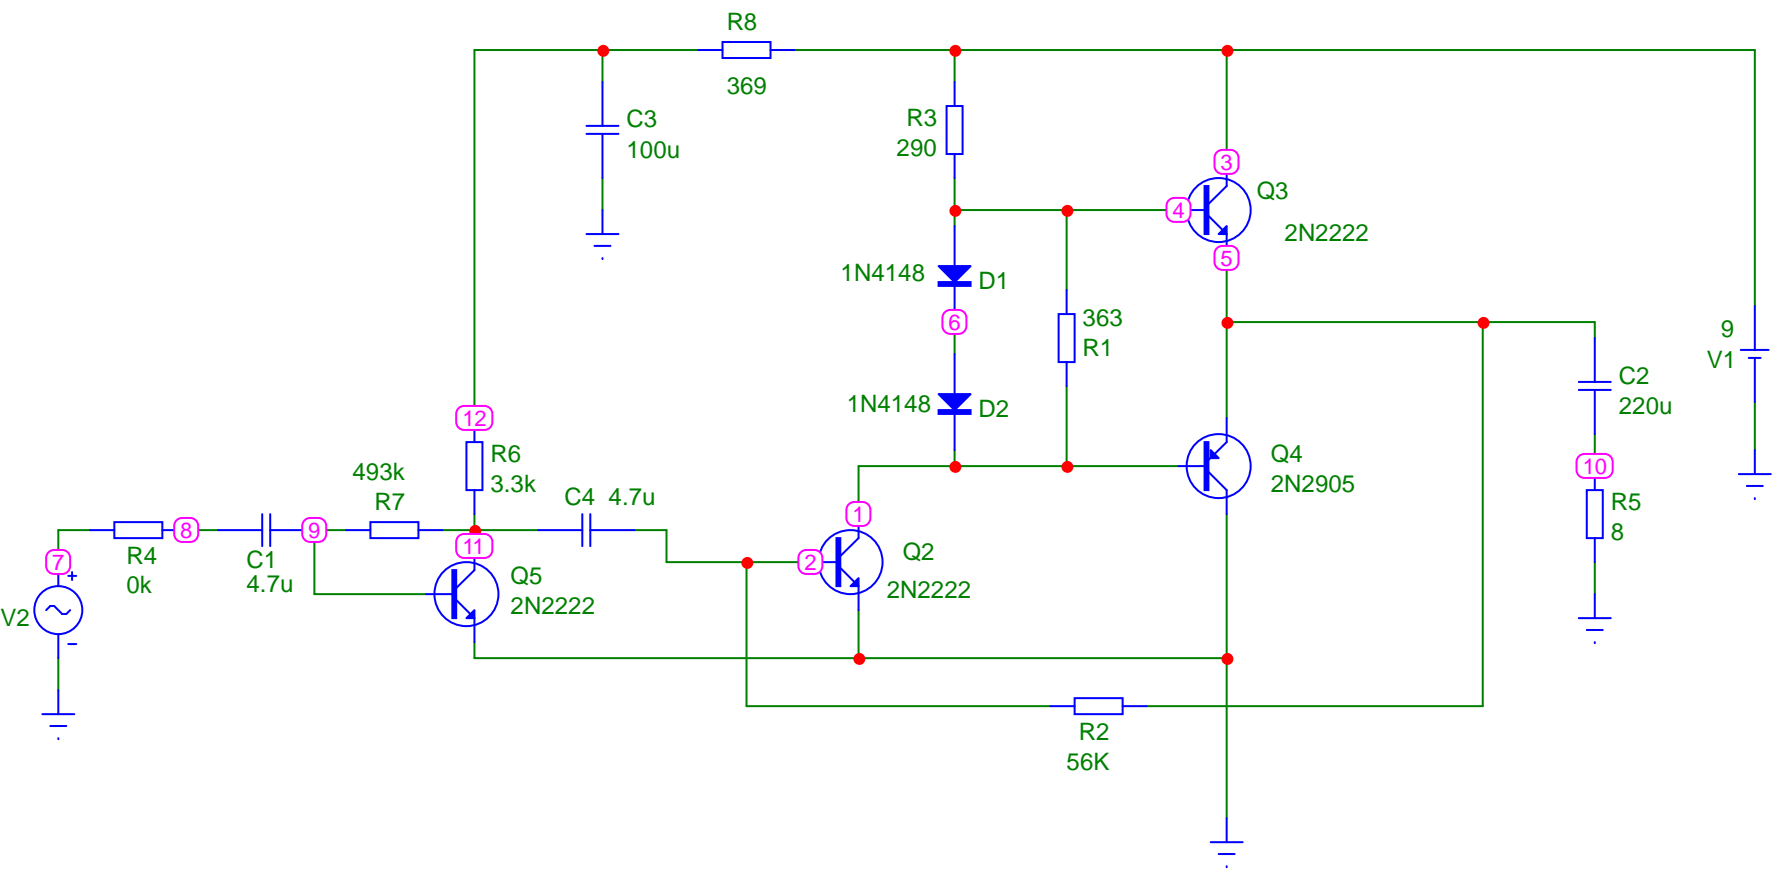 R8
369
C3
100u
R3
290
3
Q3
2N2222
4
5
1N4148
D1
6
363
R1
9
V1
C2
220u
1N4148
D2
12
R6
3.3k
Q4
2N2905
10
493k
R7
C4 4.7u
R5
8
1
7
R4
0k
8
C1
4.7u
9
11
2
Q2
2N2222
Q5
2N2222
+
V2
−
R2
56K